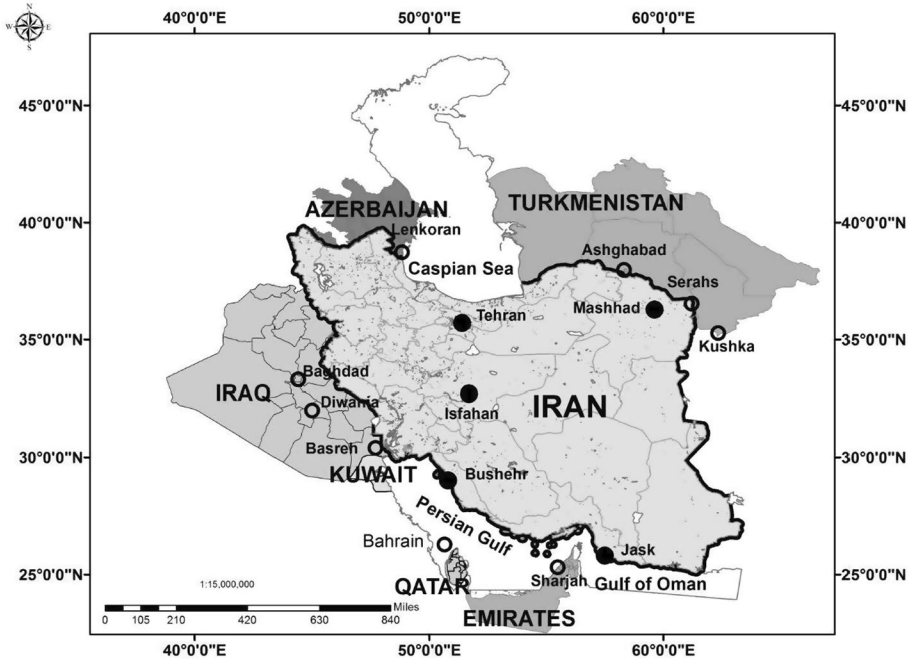 N
W E
S
40°0'0"E 50°0'0"E 60°0'0"E
45°0'0"N 45°0'0"N
40°0'0"N 40°0'0"N
35°0'0"N 35°0'0"N
30°0'0"N 30°0'0"N
25°0'0"N 25°0'0"N
AZERBAIJAN
TURKMENISTAN
Lenkoran
Caspian Sea
Ashghabad
Serahs
Tehran
Mashhad
Kushka
Baghdad
IRAQ
Diwania
Isfahan
IRAN
Basreh
KUWAIT
Bushehr
Persian Gulf
Bahrain
Jask
QATAR
Sharjah
Gulf of Oman
EMIRATES
1:15,000,000
Miles
0 105 210 420 630 840
40°0'0"E 50°0'0"E 60°0'0"E